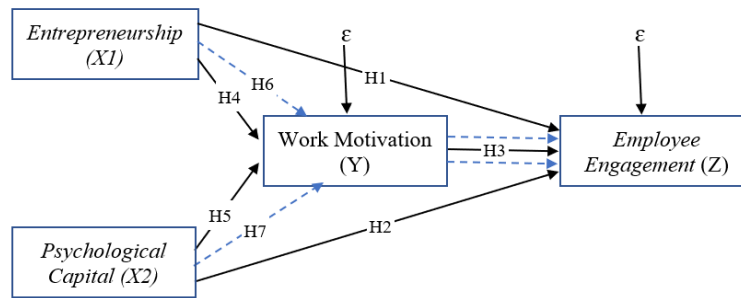 Entrepreneurship
(X1)
ε
ε
H1
H6
H4
Work Motivation
(Y)
H3
Employee
Engagement (Z)
H5
H7
H2
Psychological
Capital (X2)